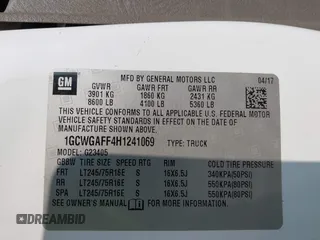 GM
MFD BY GENERAL MOTORS LLC
04/17
GVWR GAWR FRT GAWR RR
3901 KG 1860 KG 2431 KG
8600 LB 4100 LB 5360 LB
THIS VEHICLE CONFORMS TO ALL APPLICABLE U.S. FEDERAL MOTOR
VEHICLE SAFETY STANDARDS IN EFFECT ON THE DATE OF
MANUFACTURE SHOWN ABOVE.
1GCWGAFF4H1241069 TYPE: TRUCK
MODEL: G23405
TIRE SIZE SPEED RTG RIM COLD TIRE PRESSURE
FRT LT245/75R16E S 16X6.5J 340KPA(50PSI)
RR LT245/75R16E S 16X6.5J 550KPA(80PSI)
SPA LT245/75R16E S 16X6.5J 550KPA(80PSI)
SEE OWNER'S MANUAL FOR MORE INFORMATION.
DREAMBID